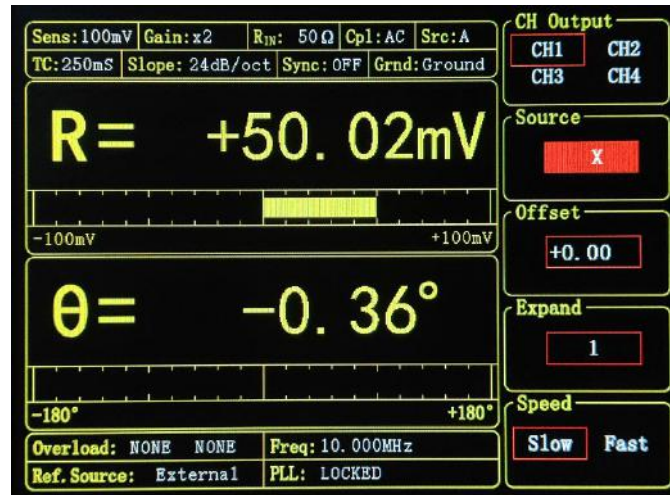 Sens:100mV Gain:x2 RIN: 50Ω Cpl:AC Src:A
TC:250mS Slope: 24dB/oct Sync:OFF Grnd:Ground
R= +50.02mV
-100mV +100mV
θ= -0.36°
-180° +180°
Overload: NONE NONE Freq:10.000MHz
Ref.Source: External PLL: LOCKED
CH Output
CH1 CH2
CH3 CH4
Source
X
Offset
+0.00
Expand
1
Speed
Slow Fast